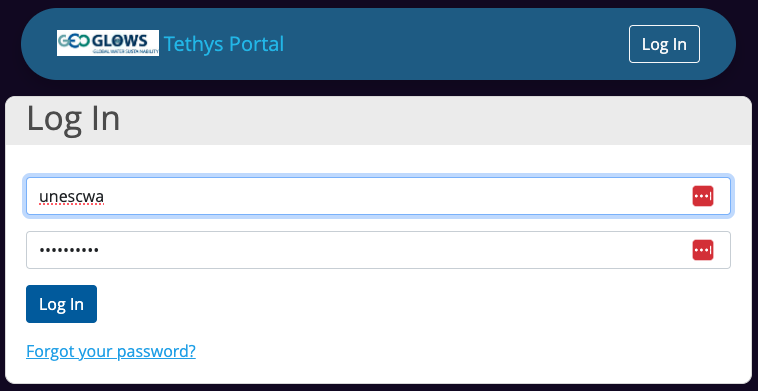 GEOGLOWS
GLOBAL WATER SUSTAINABILITY
Tethys Portal
Log In
Log In
unescwa
••••••••••
Log In
Forgot your password?